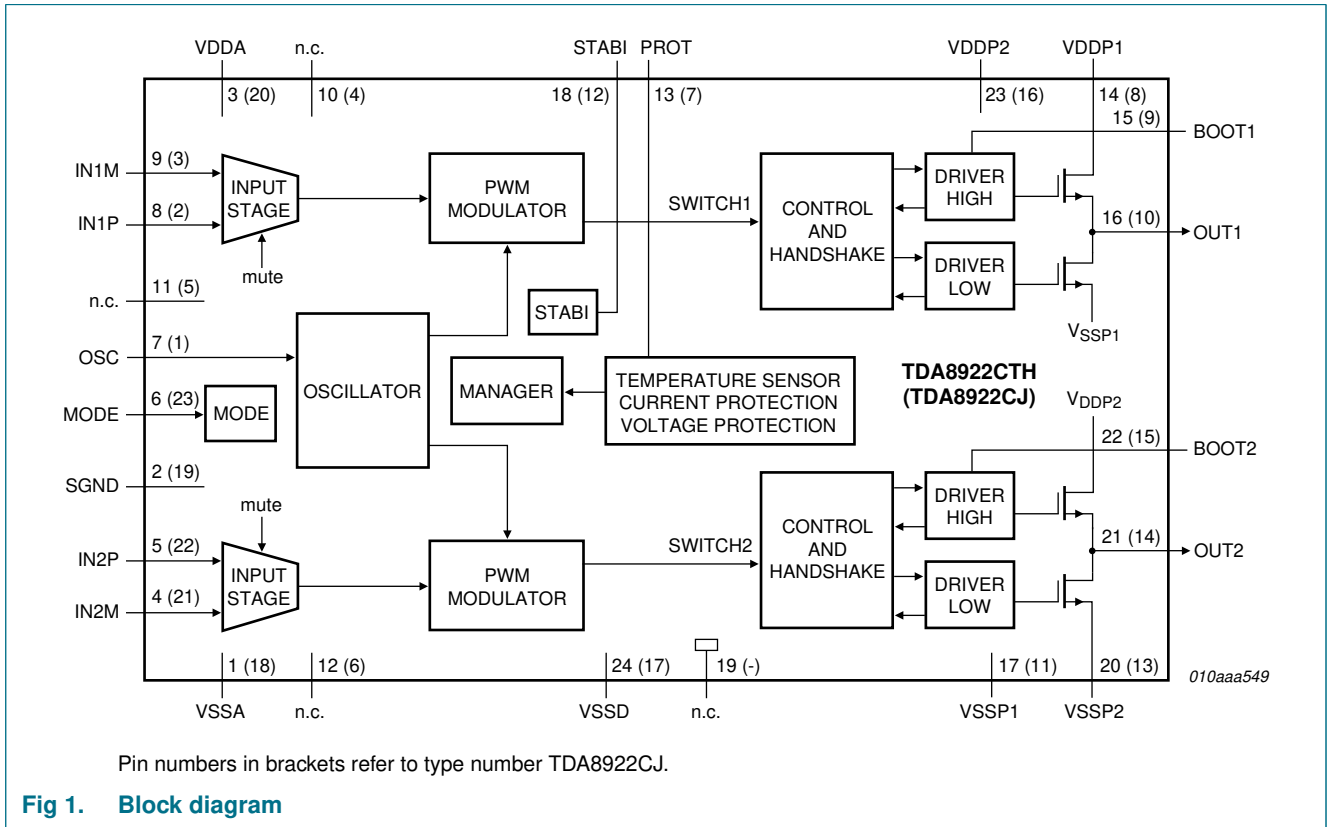 VDDA n.c. STABI PROT VDDP2 VDDP1
3 (20) 10 (4) 18 (12) 13 (7) 23 (16) 14 (8)
15 (9) BOOT1
IN1M 9 (3)
INPUT
STAGE
IN1P 8 (2)
mute
PWM
MODULATOR
SWITCH1
CONTROL
AND
HANDSHAKE
DRIVER
HIGH
16 (10) OUT1
DRIVER
LOW
VSSP1
n.c. 11 (5)
STABI
OSC 7 (1)
OSCILLATOR
MANAGER
TEMPERATURE SENSOR
CURRENT PROTECTION
VOLTAGE PROTECTION
TDA8922CTH
(TDA8922CJ)
MODE 6 (23)
MODE
VDDP2
22 (15) BOOT2
SGND 2 (19)
mute
IN2P 5 (22)
INPUT
STAGE
IN2M 4 (21)
PWM
MODULATOR
SWITCH2
CONTROL
AND
HANDSHAKE
DRIVER
HIGH
21 (14) OUT2
DRIVER
LOW
1 (18) 12 (6) 24 (17) 19 (-) 17 (11) 20 (13)
010aaa549
VSSA n.c. VSSD n.c. VSSP1 VSSP2
Pin numbers in brackets refer to type number TDA8922CJ.
Fig 1. Block diagram